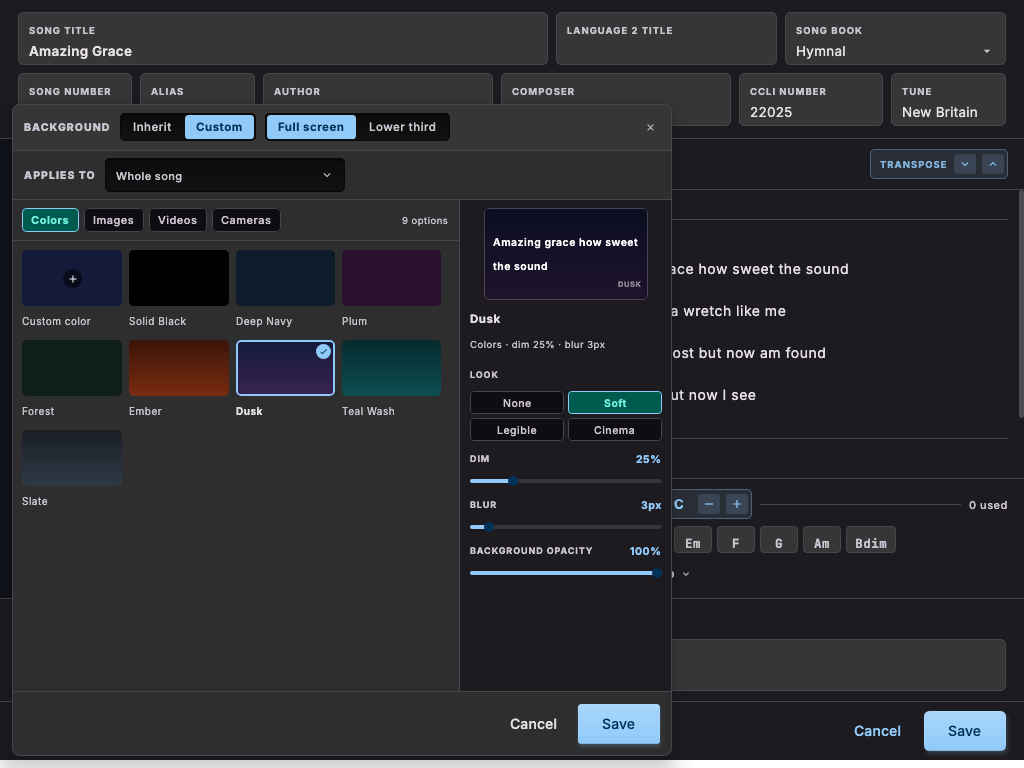 SONG TITLE
Amazing Grace
LANGUAGE 2 TITLE
SONG BOOK
Hymnal
SONG NUMBER
ALIAS
AUTHOR
COMPOSER
CCLI NUMBER
22025
TUNE
New Britain
BACKGROUND
Inherit
Custom
Full screen
Lower third
×
APPLIES TO
Whole song
TRANSPOSE
Colors
Images
Videos
Cameras
9 options
Custom color
Solid Black
Deep Navy
Plum
Forest
Ember
Dusk
Teal Wash
Slate
Amazing grace how sweet
the sound
DUSK
Dusk
Colors · dim 25% · blur 3px
LOOK
None
Soft
Legible
Cinema
DIM
25%
BLUR
3px
BACKGROUND OPACITY
100%
Cancel
Save
ace how sweet the sound
a wretch like me
ost but now am found
ut now I see
C
−
+
0 used
Em
F
G
Am
Bdim
Cancel
Save